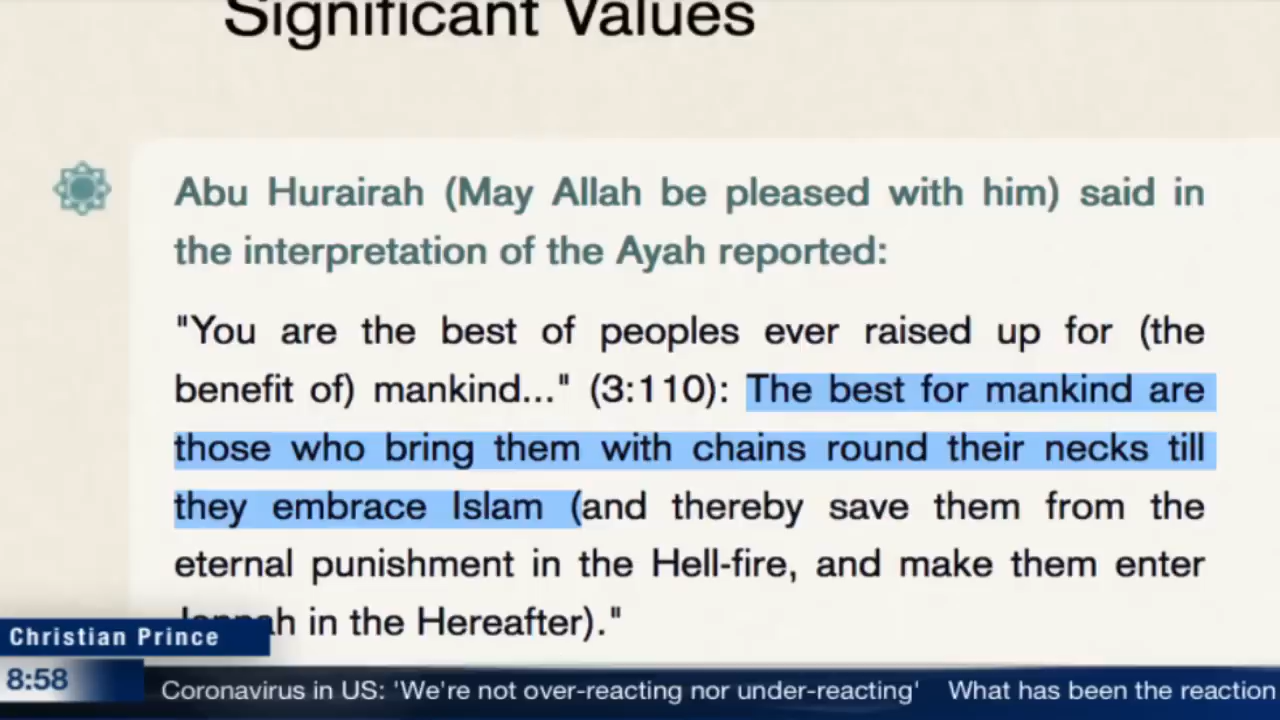 Significant Values
Abu Hurairah (May Allah be pleased with him) said in
the interpretation of the Ayah reported:
"You are the best of peoples ever raised up for (the
benefit of) mankind..." (3:110): The best for mankind are
those who bring them with chains round their necks till
they embrace Islam (and thereby save them from the
eternal punishment in the Hell-fire, and make them enter
in the Hereafter)."
Christian Prince
8:58
Coronavirus in US: 'We're not over-reacting nor under-reacting' What has been the reaction